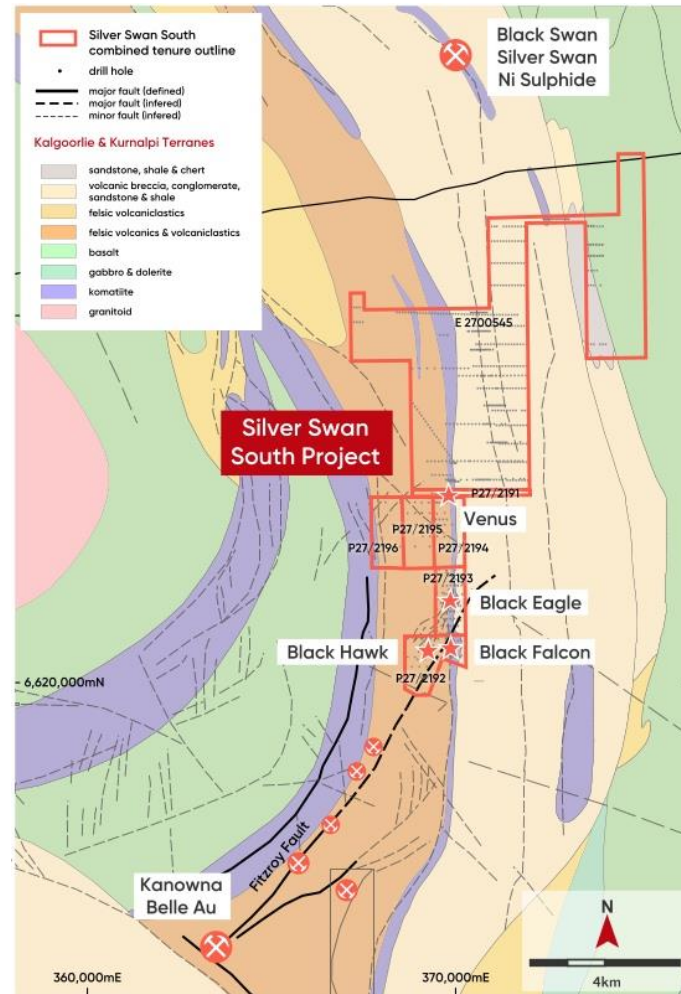 Silver Swan South
combined tenure outline
drill hole
major fault (defined)
major fault (infered)
minor fault (infered)
Kalgoorlie & Kurnalpi Terranes
sandstone, shale & chert
volcanic breccia, conglomerate,
sandstone & shale
felsic volcaniclastics
felsic volcanics & volcaniclastics
basalt
gabbro & dolerite
komatiite
granitoid
Black Swan
Silver Swan
Ni Sulphide
E 2700545
Silver Swan
South Project
P27/2191
Venus
P27/2195
P27/2196
P27/2194
P27/2193
Black Eagle
Black Hawk
Black Falcon
P27/2192
6,620,000mN
Fitzroy Fault
Kanowna
Belle Au
N
4km
360,000mE
370,000mE